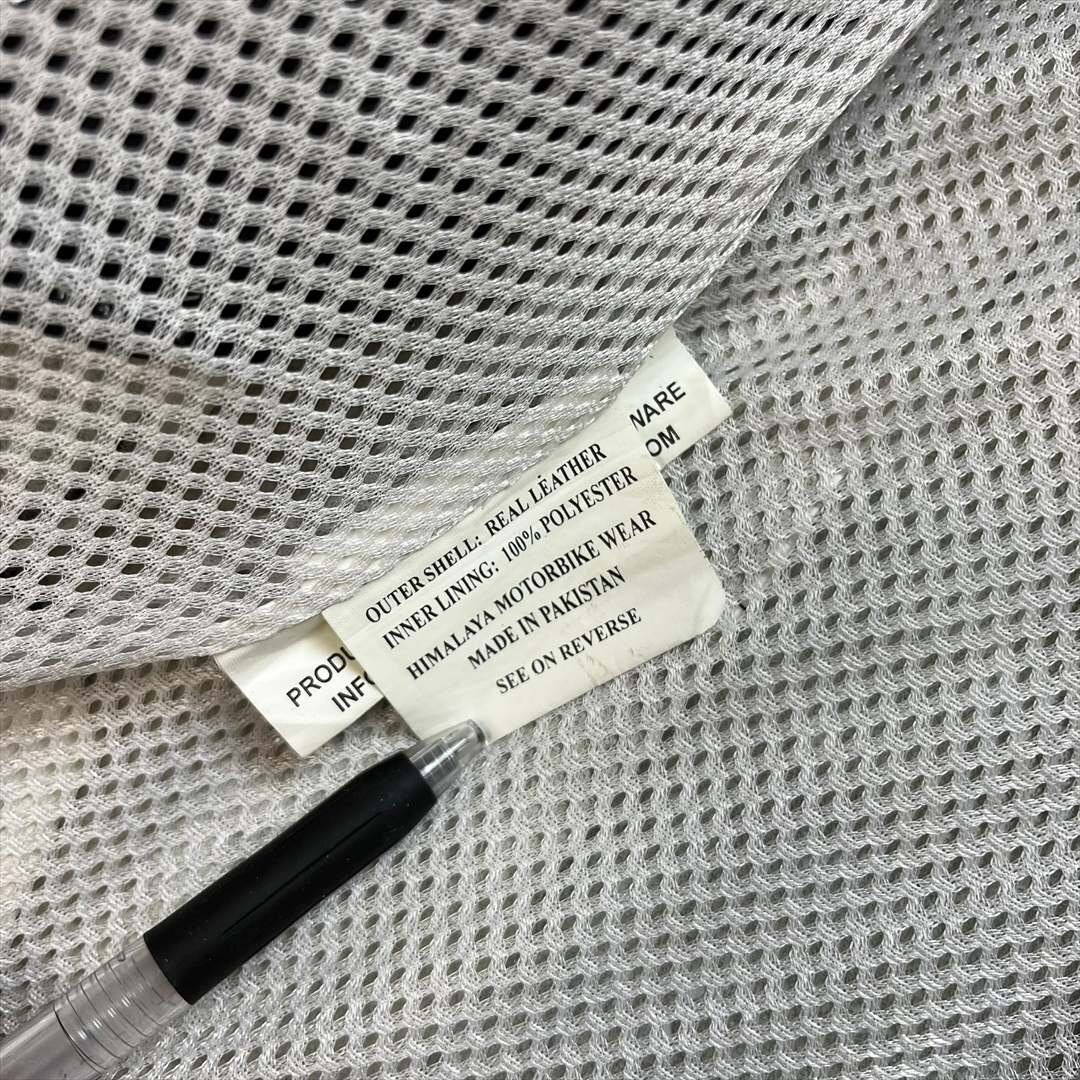 OUTER SHELL: REAL LEATHER
INNER LINING: 100% POLYESTER
HIMALAYA MOTORBIKE WEAR
MADE IN PAKISTAN
SEE ON REVERSE